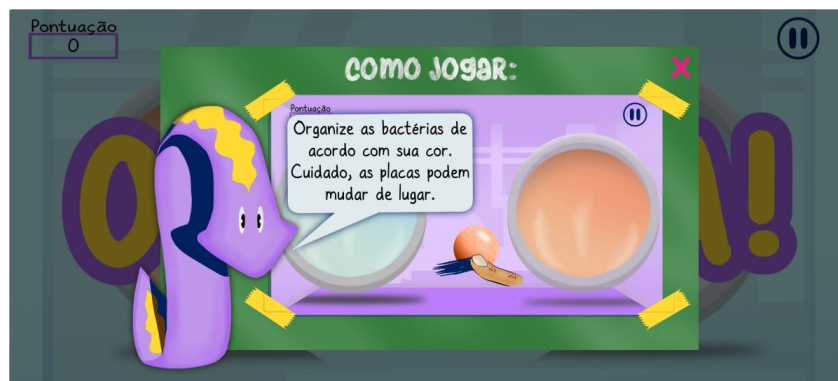 Pontuação
0
COMO JOGAR:
X
Pontuação
Organize as bactérias de
acordo com sua cor.
Cuidado, as placas podem
mudar de lugar.
A!